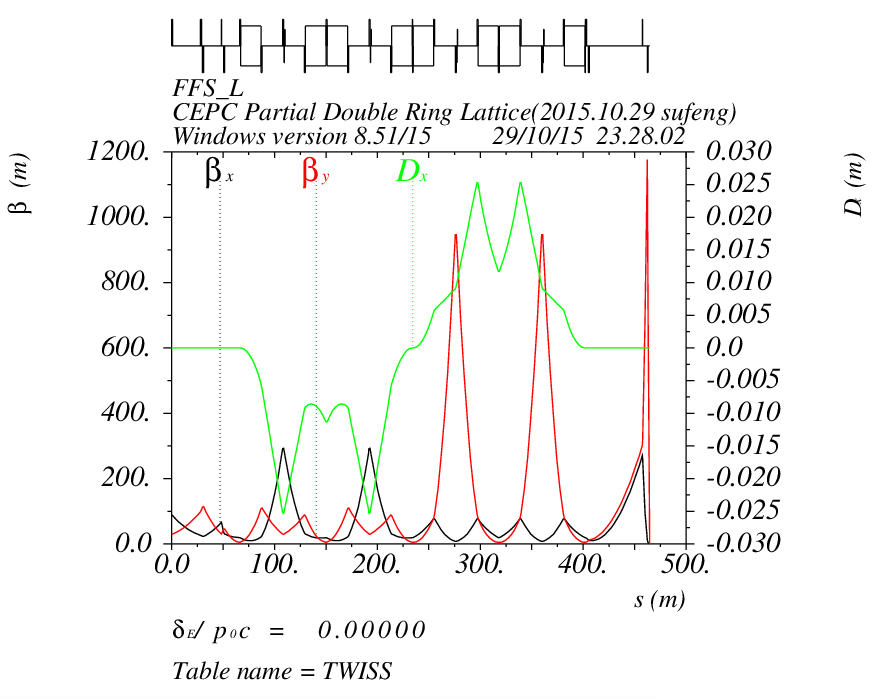 FFS_L
CEPC Partial Double Ring Lattice(2015.10.29 sufeng)
Windows version 8.51/15 29/10/15 23.28.02
1200. βx βy Dx 0.030
0.025
1000. 0.020
0.015
800. 0.010
0.005
600. 0.0
-0.005
400. -0.010
-0.015
200. -0.020
-0.025
0.0 -0.030
β (m)
Dx (m)
0.0 100. 200. 300. 400. 500.
s (m)
δE/ p0c = 0.00000
Table name = TWISS